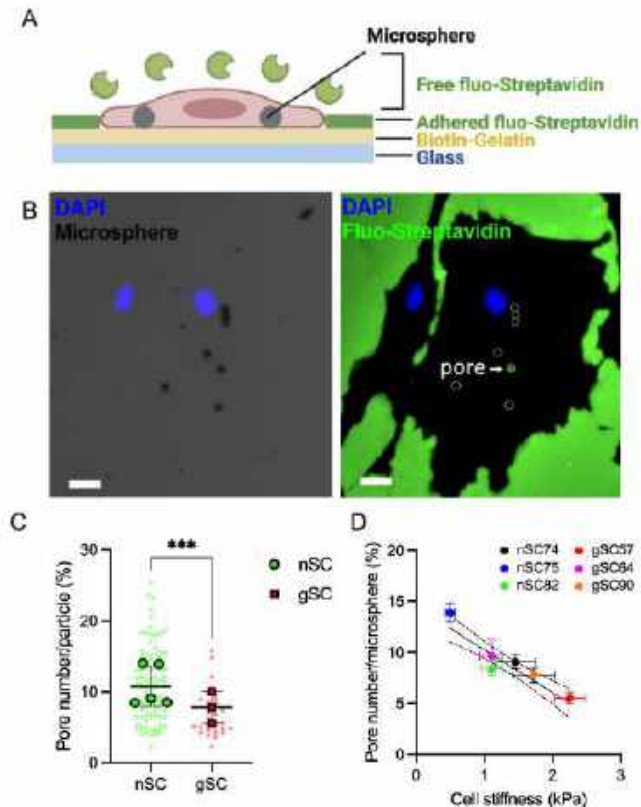 A
Microsphere
Free fluo-Streptavidin
Adhered fluo-Streptavidin
Biotin-Gelatin
Glass
B
DAPI
Microsphere
DAPI
Fluo-Streptavidin
pore
C
***
nSC
gSC
Pore number/particle (%)
30
20
10
0
nSC gSC
D
nSC74 gSC57
nSC75 gSC64
nSC82 gSC90
Pore number/microsphere (%)
20
15
10
5
0
0 1 2 3
Cell stiffness (kPa)